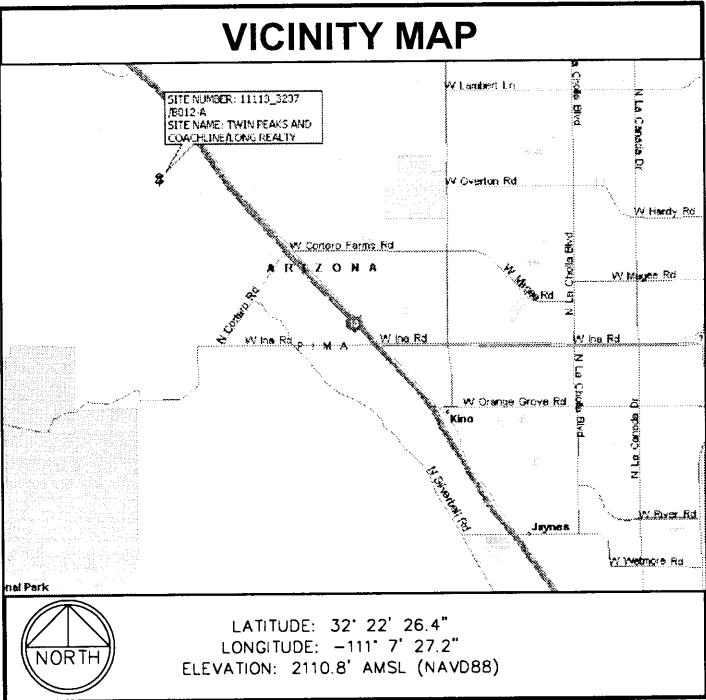 VICINITY MAP
SITE NUMBER: 11113_3237
/B012-A
SITE NAME: TWIN PEAKS AND
COACHLINE/LONG REALTY
W Lambert Ln
a Cholla Blvd
N La Canada Dr
W Overton Rd
W Hardy Rd
W Cortaro Farms Rd
ARIZONA
W Magee Rd
N La Cholla Blvd
W Magee Rd
N Cortaro Rd
W Ina Rd
PIMA
W Ina Rd
W Ina Rd
N La Cholla Blvd
W Orange Grove Rd
Kino
N La Canada Dr
N Silverbell Rd
W River Rd
Jaynes
W Wetmore Rd
nal Park
NORTH
LATITUDE: 32° 22' 26.4"
LONGITUDE: -111° 7' 27.2"
ELEVATION: 2110.8' AMSL (NAVD88)